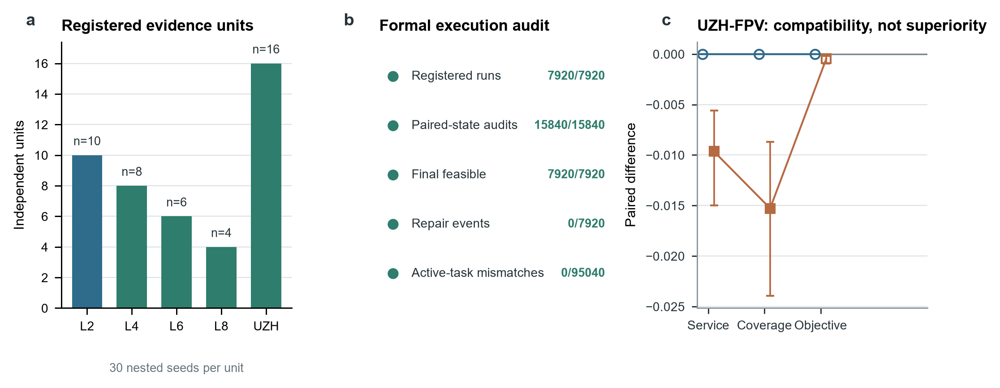 a
Registered evidence units
Independent units
16
14
12
10
8
6
4
2
0
n=10
n=8
n=6
n=4
n=16
L2
L4
L6
L8
UZH
30 nested seeds per unit
b
Formal execution audit
Registered runs 7920/7920
Paired-state audits 15840/15840
Final feasible 7920/7920
Repair events 0/7920
Active-task mismatches 0/95040
c
UZH-FPV: compatibility, not superiority
Paired difference
0.000
−0.005
−0.010
−0.015
−0.020
−0.025
Service
Coverage
Objective